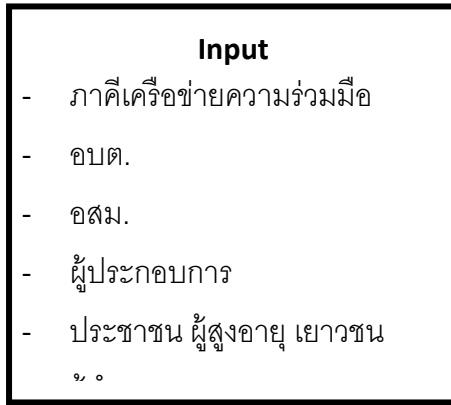 Input
- ภาคีเครือข่ายความร่วมมือ
- อบต.
- อสม.
- ผู้ประกอบการ
- ประชาชน ผู้สูงอายุ เยาวชน